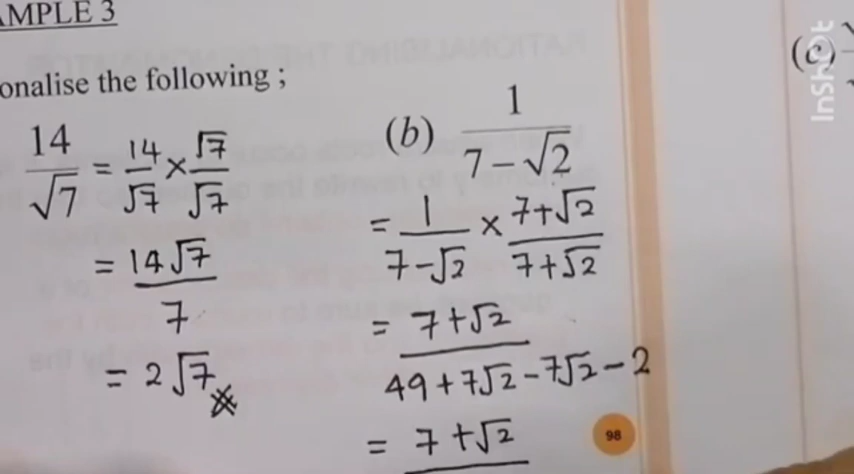 AMPLE 3
onalise the following ;
14/√7 = 14/√7 × √7/√7
= 14√7/7
= 2√7
(b) 1/(7 − √2)
= 1/(7 − √2) × (7 + √2)/(7 + √2)
= (7 + √2)/(49 + 7√2 − 7√2 − 2)
= 7 + √2
98
(c)
InShOt